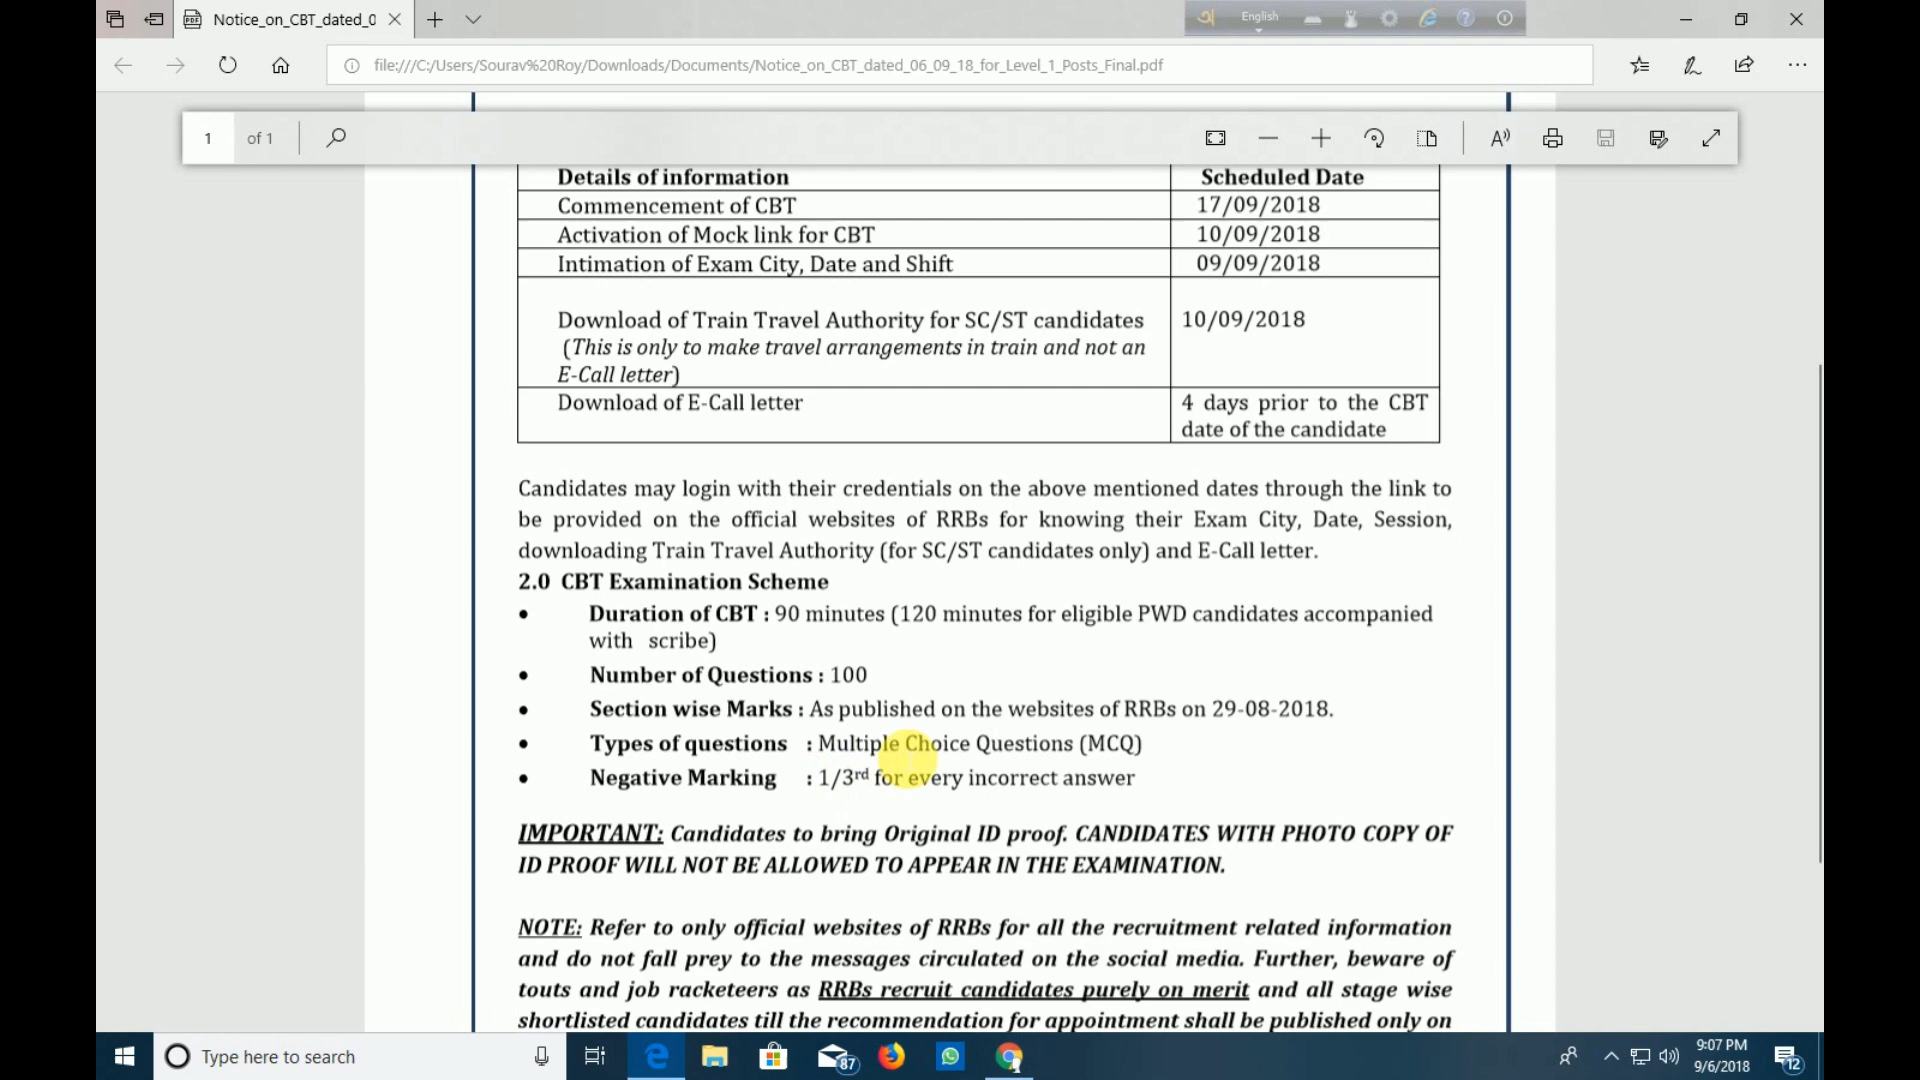 Notice_on_CBT_dated_0
English
file:///C:/Users/Sourav%20Roy/Downloads/Documents/Notice_on_CBT_dated_06_09_18_for_Level_1_Posts_Final.pdf
1 of 1
Details of information Scheduled Date
Commencement of CBT 17/09/2018
Activation of Mock link for CBT 10/09/2018
Intimation of Exam City, Date and Shift 09/09/2018
Download of Train Travel Authority for SC/ST candidates 10/09/2018
(This is only to make travel arrangements in train and not an
E-Call letter)
Download of E-Call letter 4 days prior to the CBT
date of the candidate
Candidates may login with their credentials on the above mentioned dates through the link to
be provided on the official websites of RRBs for knowing their Exam City, Date, Session,
downloading Train Travel Authority (for SC/ST candidates only) and E-Call letter.
2.0 CBT Examination Scheme
• Duration of CBT : 90 minutes (120 minutes for eligible PWD candidates accompanied
with scribe)
• Number of Questions : 100
• Section wise Marks : As published on the websites of RRBs on 29-08-2018.
• Types of questions : Multiple Choice Questions (MCQ)
• Negative Marking : 1/3rd for every incorrect answer
IMPORTANT: Candidates to bring Original ID proof. CANDIDATES WITH PHOTO COPY OF
ID PROOF WILL NOT BE ALLOWED TO APPEAR IN THE EXAMINATION.
NOTE: Refer to only official websites of RRBs for all the recruitment related information
and do not fall prey to the messages circulated on the social media. Further, beware of
touts and job racketeers as RRBs recruit candidates purely on merit and all stage wise
shortlisted candidates till the recommendation for appointment shall be published only on
Type here to search
87
9:07 PM
9/6/2018
12